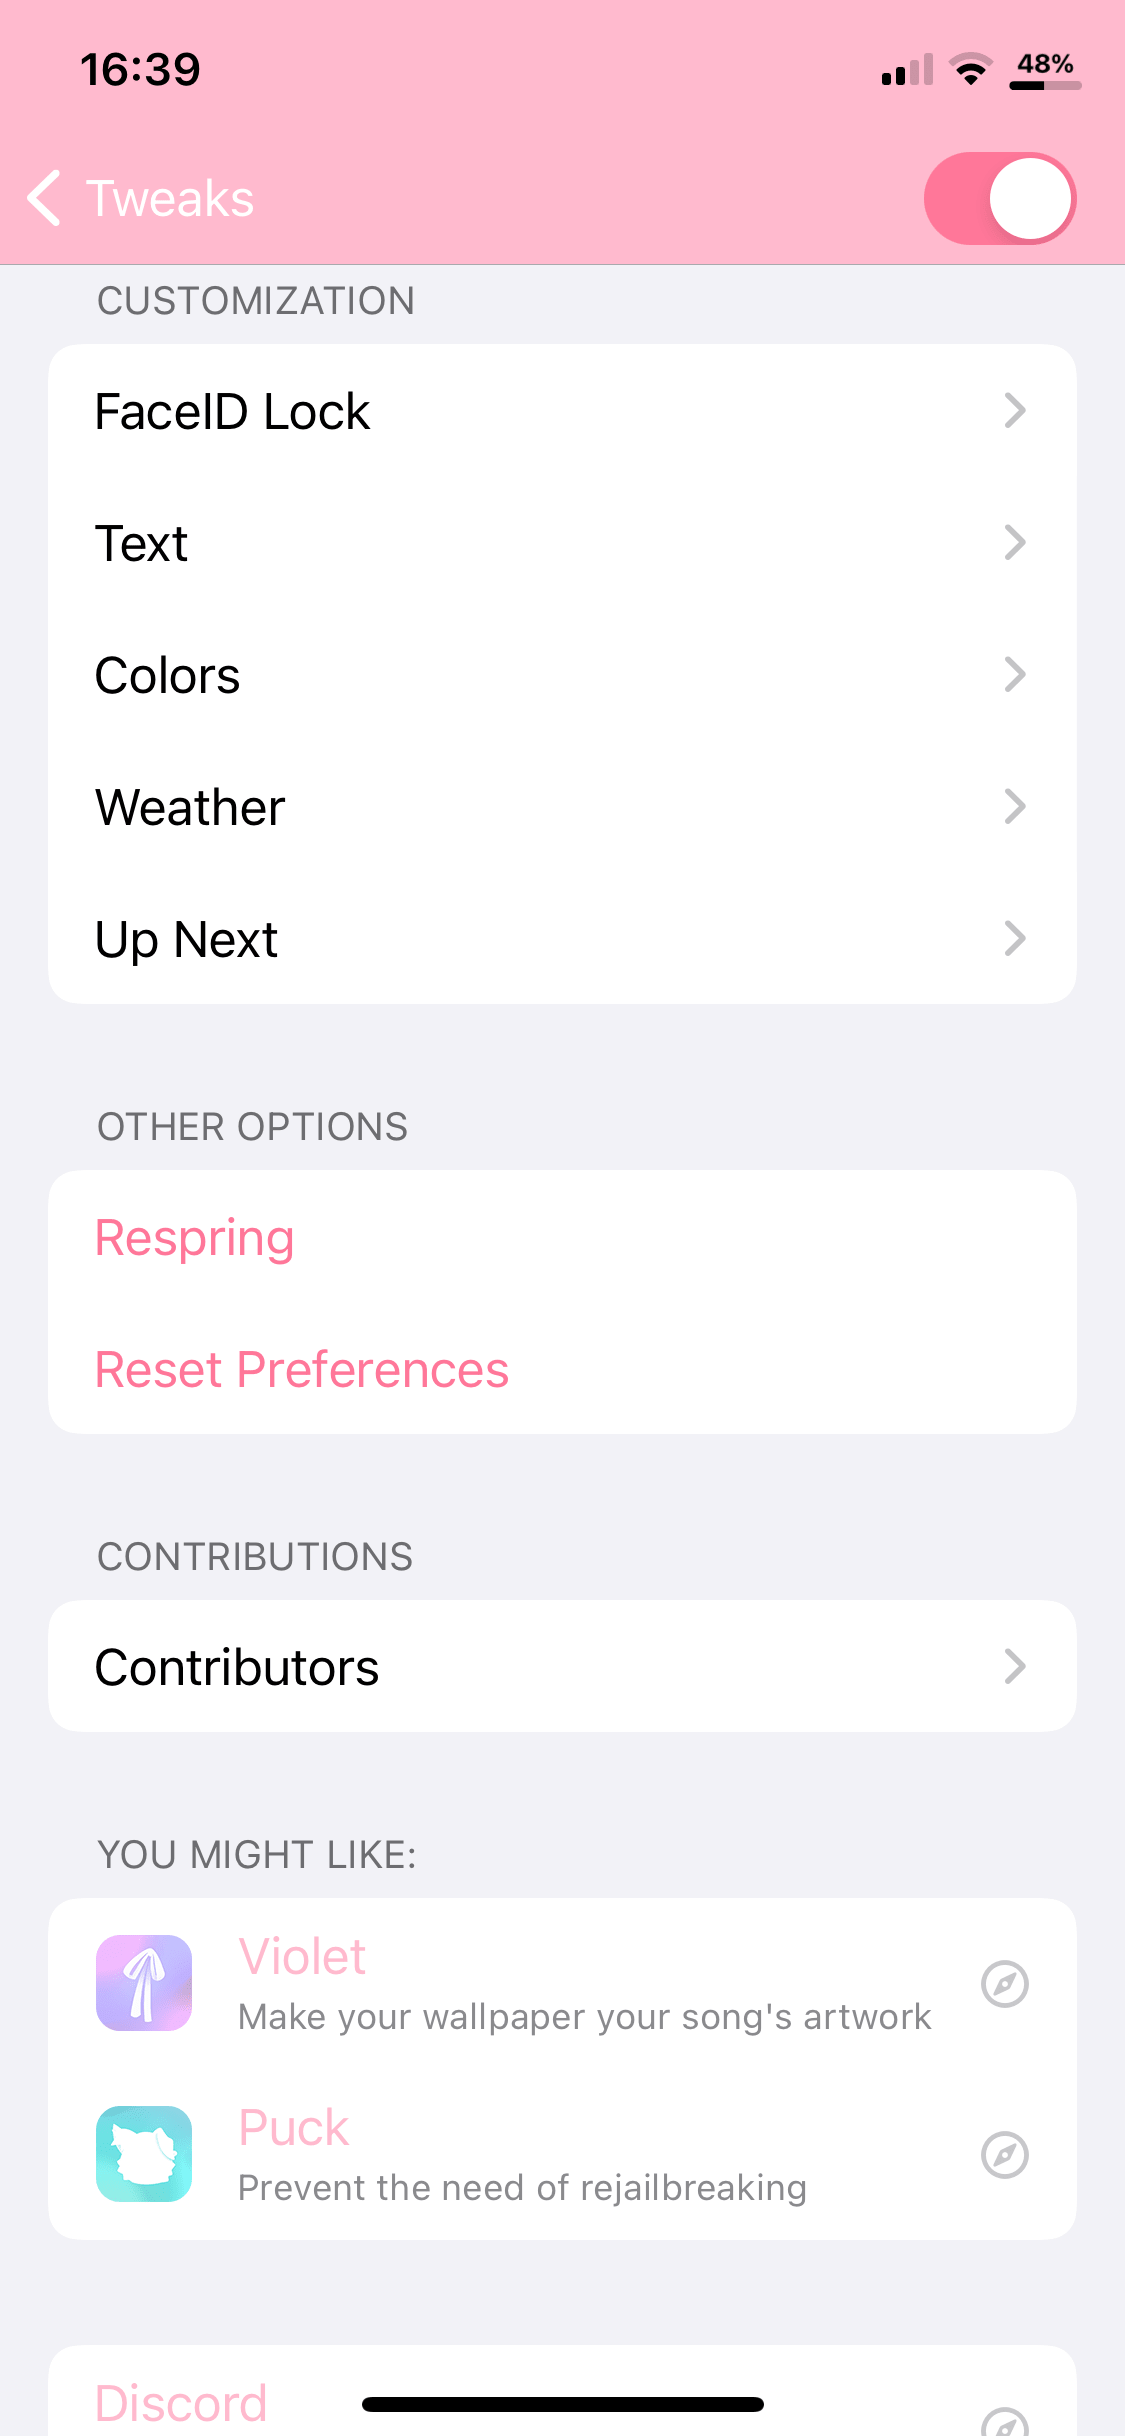 16:39
48%
Tweaks
CUSTOMIZATION
FaceID Lock
Text
Colors
Weather
Up Next
OTHER OPTIONS
Respring
Reset Preferences
CONTRIBUTIONS
Contributors
YOU MIGHT LIKE:
Violet
Make your wallpaper your song's artwork
Puck
Prevent the need of rejailbreaking
Discord